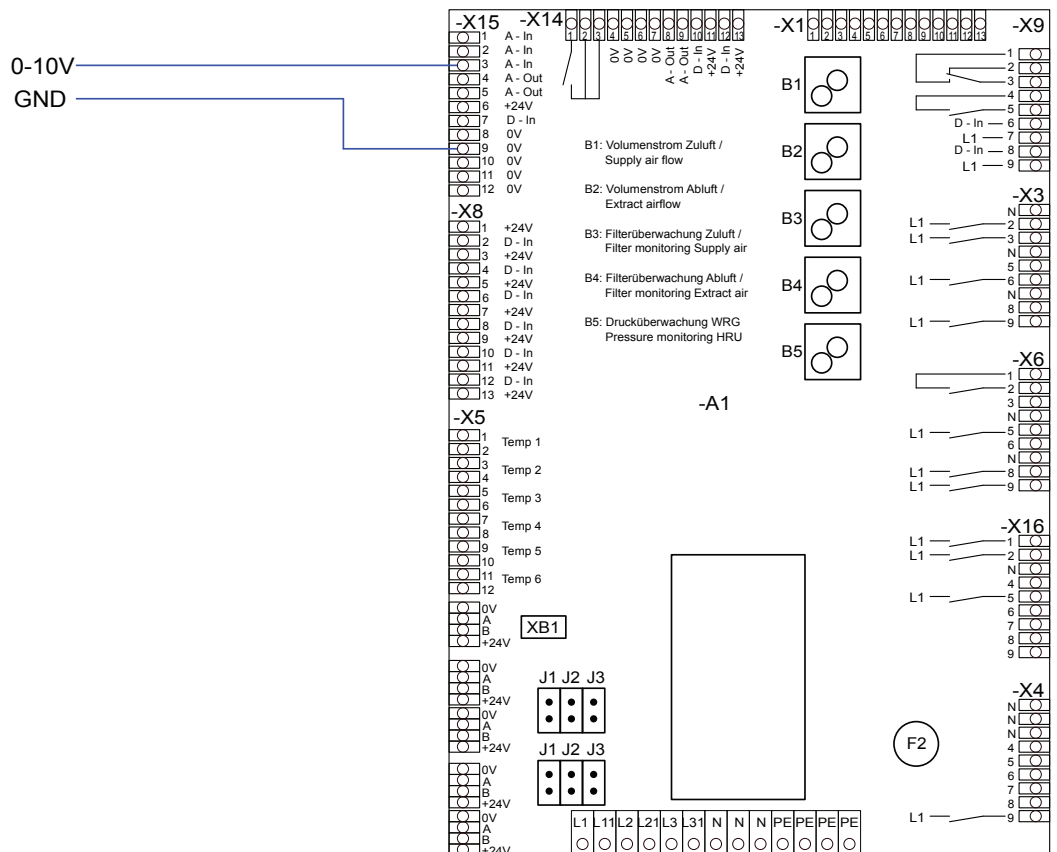 -X15
1 A - In
2 A - In
3 A - In
4 A - Out
5 A - Out
6 +24V
7 D - In
8 0V
9 0V
10 0V
11 0V
12 0V
0-10V
GND
-X14
1 2 3 4 5 6 7 8 9 10 11 12 13
0V
0V
0V
0V
A - Out
A - Out
D - In
+24V
D - In
+24V
-X1
1 2 3 4 5 6 7 8 9 10 11 12 13
-X9
1
2
3
4
5
D - In 6
L1 7
D - In 8
L1 9
B1
B2
B3
B4
B5
B1: Volumenstrom Zuluft /
Supply air flow
B2: Volumenstrom Abluft /
Extract airflow
B3: Filterüberwachung Zuluft /
Filter monitoring Supply air
B4: Filterüberwachung Abluft /
Filter monitoring Extract air
B5: Drucküberwachung WRG
Pressure monitoring HRU
-X8
1 +24V
2 D - In
3 +24V
4 D - In
5 +24V
6 D - In
7 +24V
8 D - In
9 +24V
10 D - In
11 +24V
12 D - In
13 +24V
-X3
N
L1 2
L1 3
N
5
L1 6
N
8
L1 9
-A1
-X6
1
2
3
N
L1 5
6
N
L1 8
L1 9
-X5
1
Temp 1
2
3
Temp 2
4
5
Temp 3
6
7
Temp 4
8
9
Temp 5
10
11
Temp 6
12
-X16
L1 1
L1 2
N
4
L1 5
6
7
8
9
0V
A
B
+24V
XB1
0V
A
B
+24V
0V
A
B
+24V
J1 J2 J3
J1 J2 J3
0V
A
B
+24V
0V
A
B
+24V
-X4
N
N
N
4
5
6
7
8
L1 9
F2
L1 L11 L2 L21 L3 L31 N N N PE PE PE PE